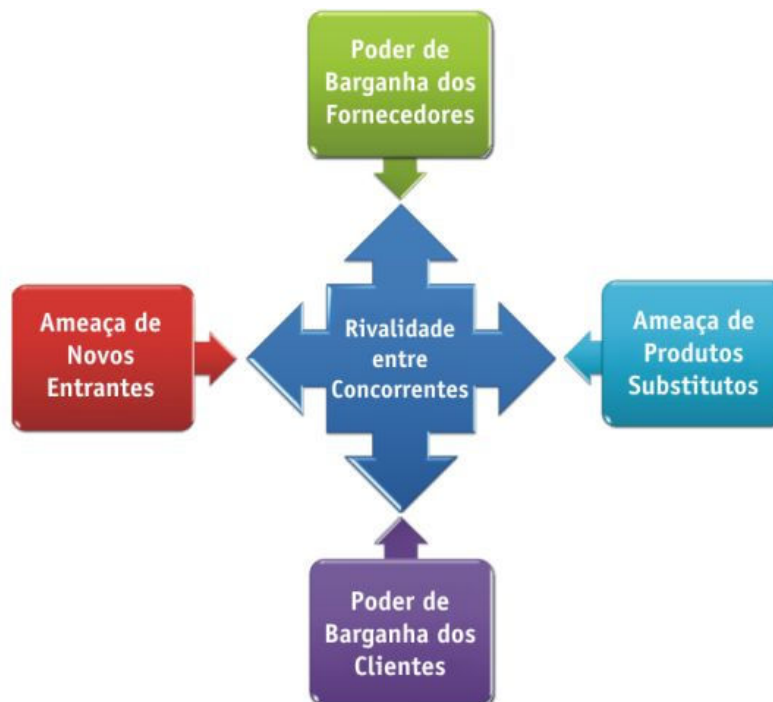 Poder de
Barganha dos
Fornecedores
Ameaça de
Novos
Entrantes
Rivalidade
entre
Concorrentes
Ameaça de
Produtos
Substitutos
Poder de
Barganha dos
Clientes